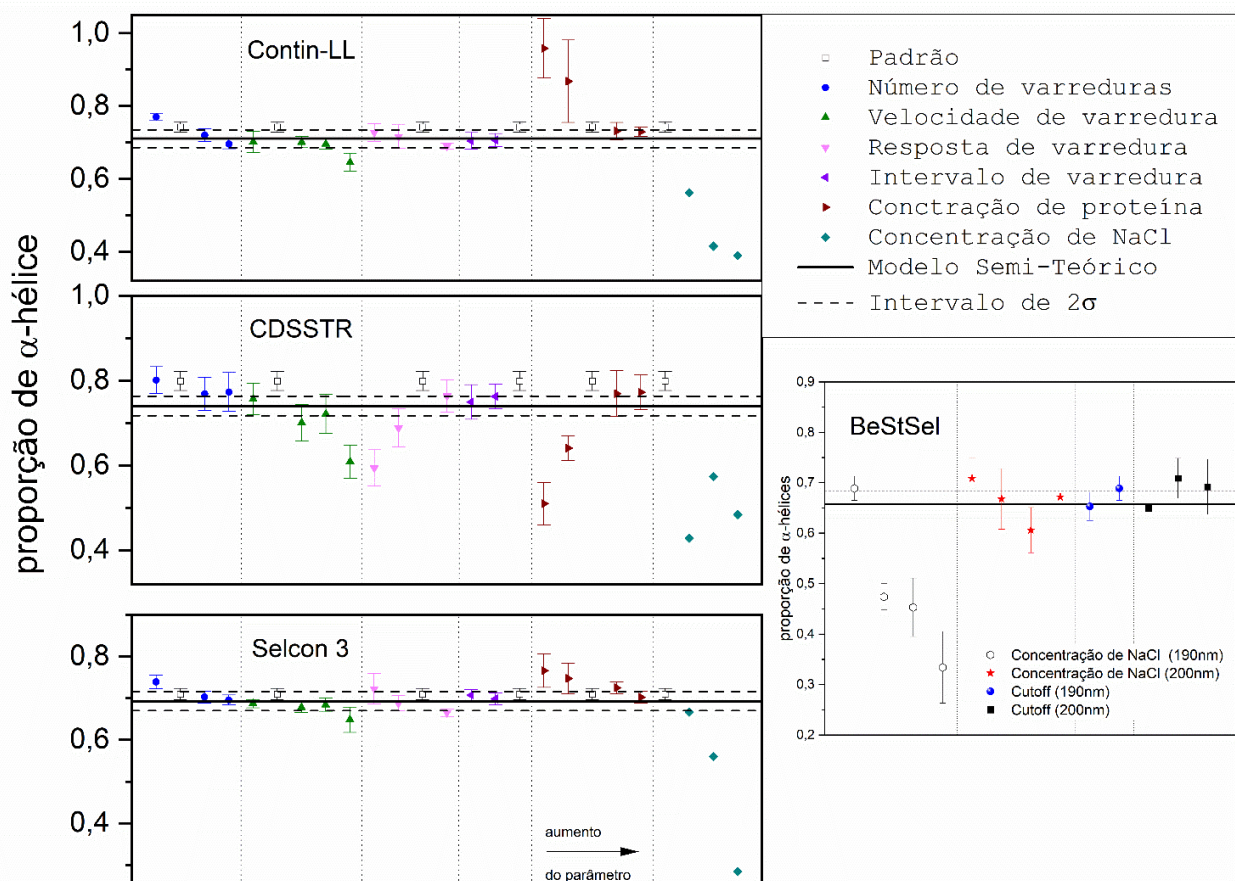 proporção de α-hélice
1,0
0,8
0,6
0,4
Contin-LL
1,0
0,8
0,6
0,4
CDSSTR
0,8
0,6
0,4
Selcon 3
aumento
do parâmetro
Padrão
Número de varreduras
Velocidade de varredura
Resposta de varredura
Intervalo de varredura
Conctração de proteína
Concentração de NaCl
Modelo Semi-Teórico
Intervalo de 2σ
proporção de α-hélices
0,9
0,8
0,7
0,6
0,5
0,4
0,3
0,2
BeStSel
Concentração de NaCl (190nm)
Concentração de NaCl (200nm)
Cutoff (190nm)
Cutoff (200nm)